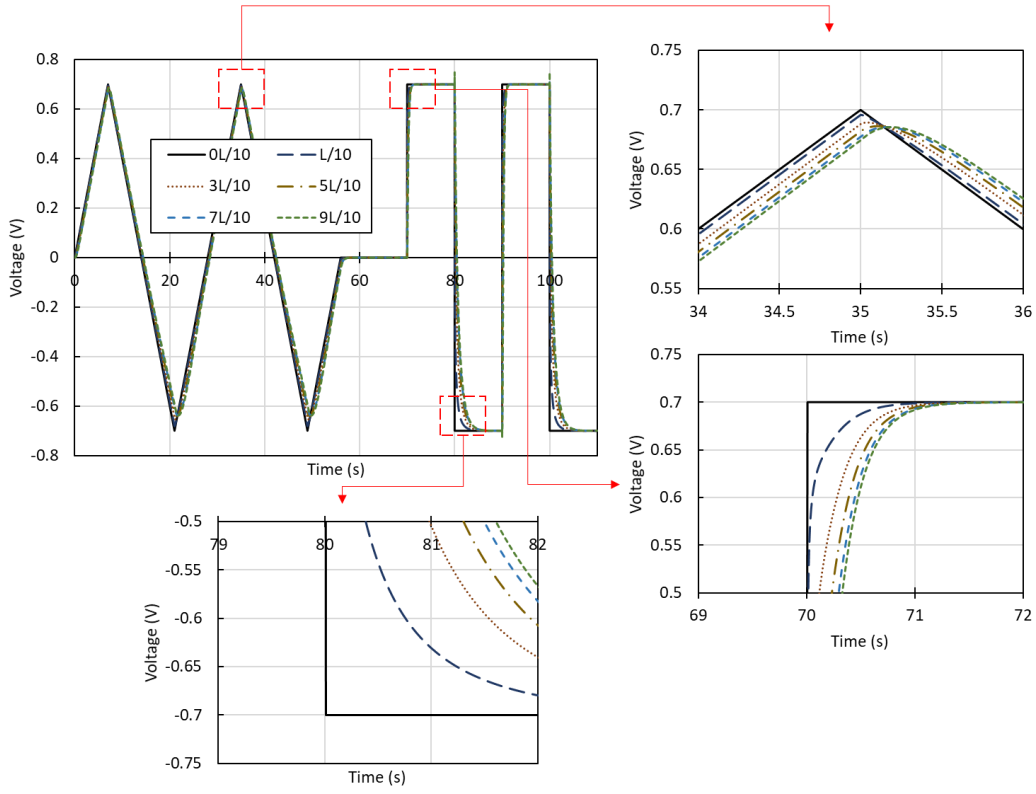 0.8
0.6
0.4
0.2
0
-0.2
-0.4
-0.6
-0.8
0 20 40 60 80 100
Voltage (V)
Time (s)
0L/10 L/10
3L/10 5L/10
7L/10 9L/10
0.75
0.7
0.65
0.6
0.55
34 34.5 35 35.5 36
Voltage (V)
Time (s)
0.75
0.7
0.65
0.6
0.55
0.5
69 70 71 72
Voltage (V)
Time (s)
-0.5
-0.55
-0.6
-0.65
-0.7
-0.75
79 80 81 82
Voltage (V)
Time (s)